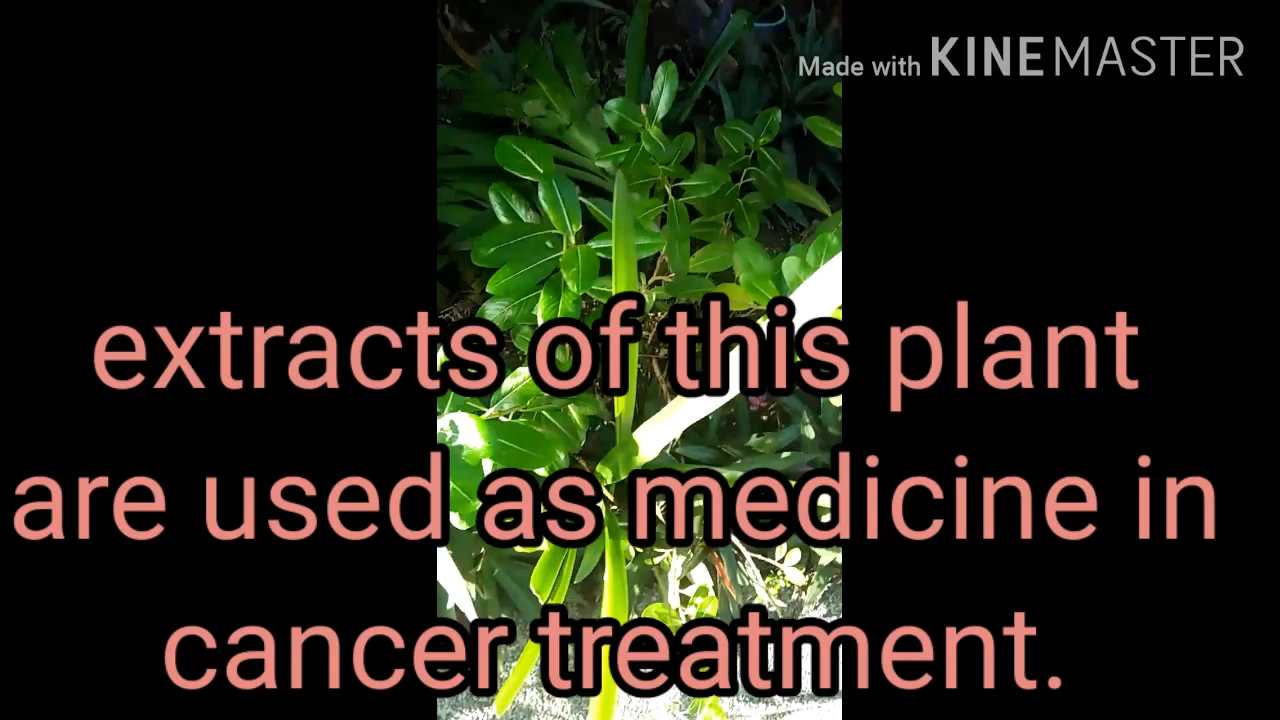 Made with KINEMASTER
extracts of this plant
are used as medicine in
cancer treatment.